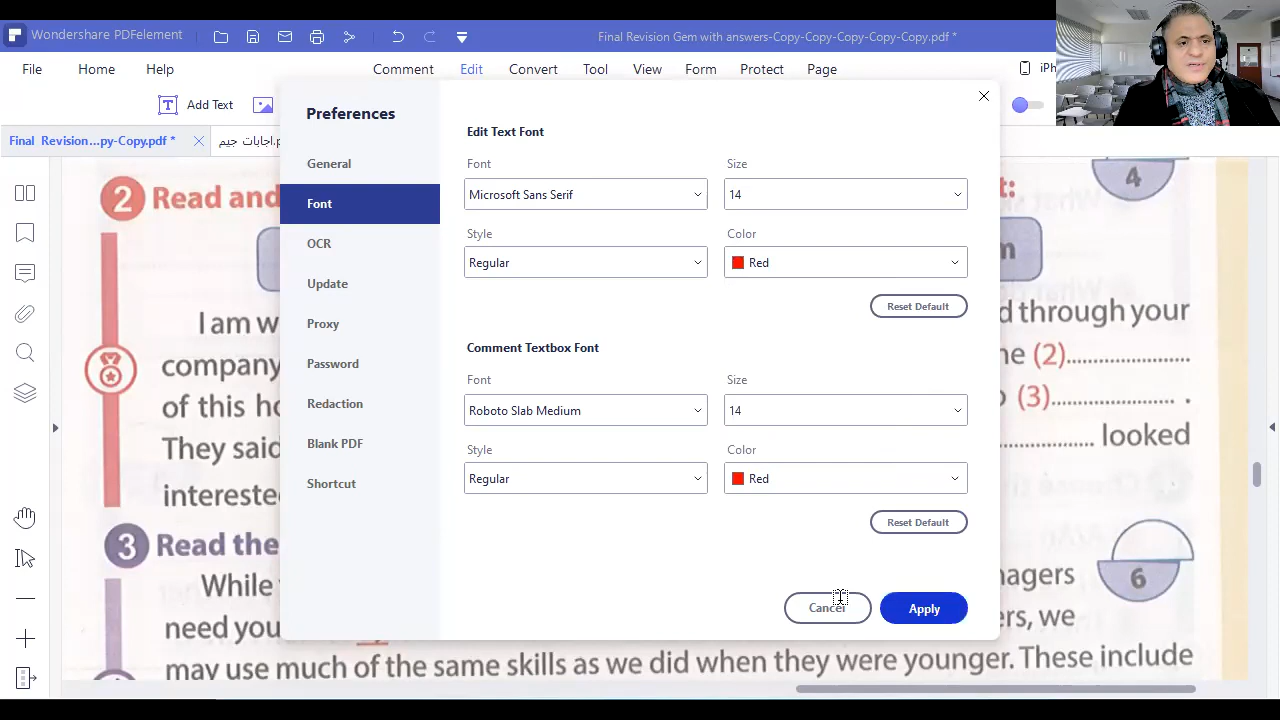 Wondershare PDFelement
Final Revision Gem with answers-Copy-Copy-Copy-Copy-Copy.pdf *
File Home Help Comment Edit Convert Tool View Form Protect Page iPh
Add Text
Final Revision...py-Copy.pdf * اجابات جيم.p
Preferences
General
Font
OCR
Update
Proxy
Password
Redaction
Blank PDF
Shortcut
Edit Text Font
Font Size
Microsoft Sans Serif 14
Style Color
Regular Red
Reset Default
Comment Textbox Font
Font Size
Roboto Slab Medium 14
Style Color
Regular Red
Reset Default
Cancel Apply
2 Read and t:
4
m
I am w d through your
company ne (2)....................
of this ho o (3).................... .
They said .................... looked
interested
3 Read the
6
While nagers
need you ers, we
may use much of the same skills as we did when they were younger. These include